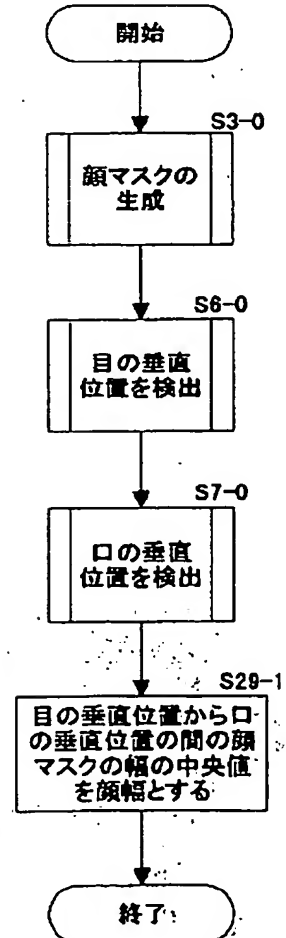 開始
S3-0
顔マスクの
生成
S6-0
目の垂直
位置を検出
S7-0
口の垂直
位置を検出
S29-1
目の垂直位置から口
の垂直位置の間の顔
マスクの幅の中央値
を顔幅とする
終了